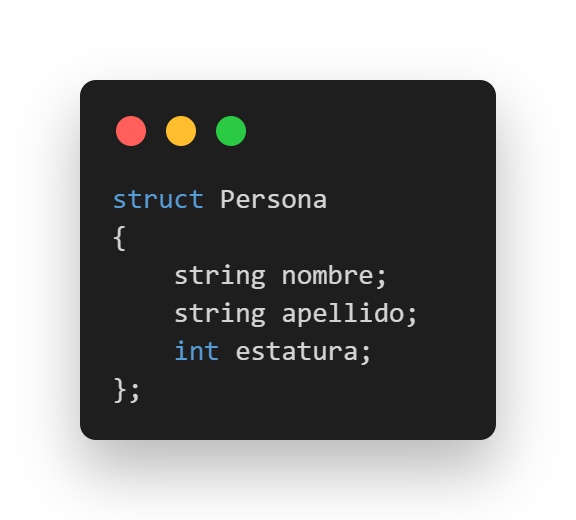 struct Persona
{
    string nombre;
    string apellido;
    int estatura;
};